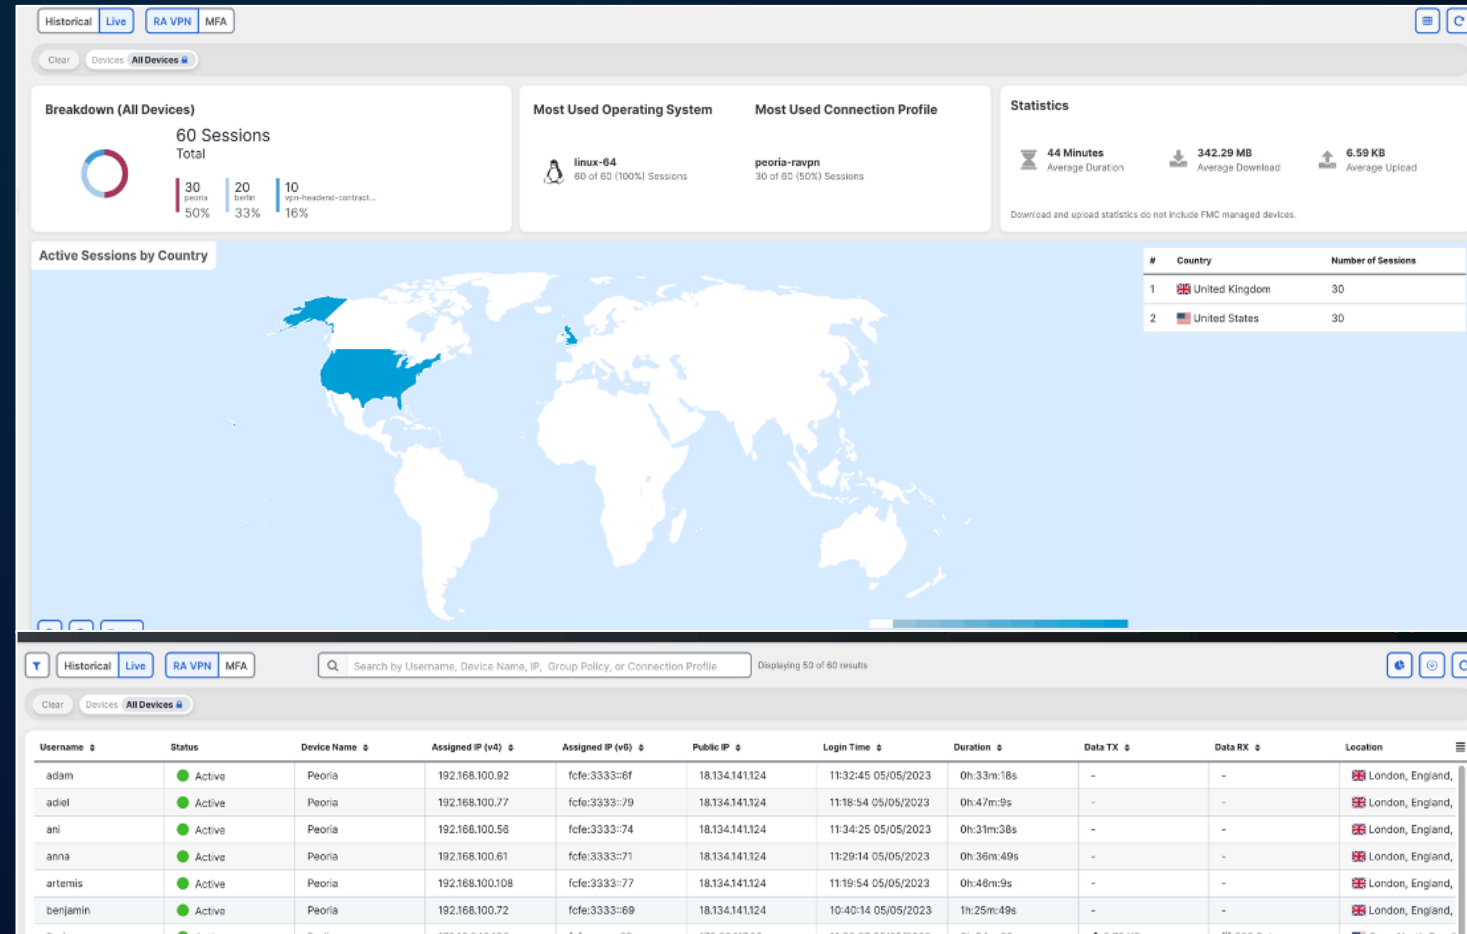 Historical Live RA VPN MFA
Clear Devices All Devices
Breakdown (All Devices)
60 Sessions
Total
30 20 10
peoria berlin vpn-headend-contract...
50% 33% 16%
Most Used Operating System Most Used Connection Profile
linux-64 peoria-ravpn
60 of 60 (100%) Sessions 30 of 60 (50%) Sessions
Statistics
44 Minutes 342.29 MB 6.59 KB
Average Duration Average Download Average Upload
Download and upload statistics do not include FMC managed devices.
Active Sessions by Country
# Country Number of Sessions
1 United Kingdom 30
2 United States 30
Historical Live RA VPN MFA Search by Username, Device Name, IP, Group Policy, or Connection Profile Displaying 50 of 60 results
Clear Devices All Devices
Username Status Device Name Assigned IP (v4) Assigned IP (v6) Public IP Login Time Duration Data TX Data RX Location
adam Active Peoria 192.168.100.92 fcfe:3333::6f 18.134.141.124 11:32:45 05/05/2023 0h:33m:18s - - London, England,
adiel Active Peoria 192.168.100.77 fcfe:3333::79 18.134.141.124 11:18:54 05/05/2023 0h:47m:9s - - London, England,
ani Active Peoria 192.168.100.56 fcfe:3333::74 18.134.141.124 11:34:25 05/05/2023 0h:31m:38s - - London, England,
anna Active Peoria 192.168.100.61 fcfe:3333::71 18.134.141.124 11:29:14 05/05/2023 0h:36m:49s - - London, England,
artemis Active Peoria 192.168.100.108 fcfe:3333::77 18.134.141.124 11:19:54 05/05/2023 0h:46m:9s - - London, England,
benjamin Active Peoria 192.168.100.72 fcfe:3333::69 18.134.141.124 10:40:14 05/05/2023 1h:25m:49s - - London, England,